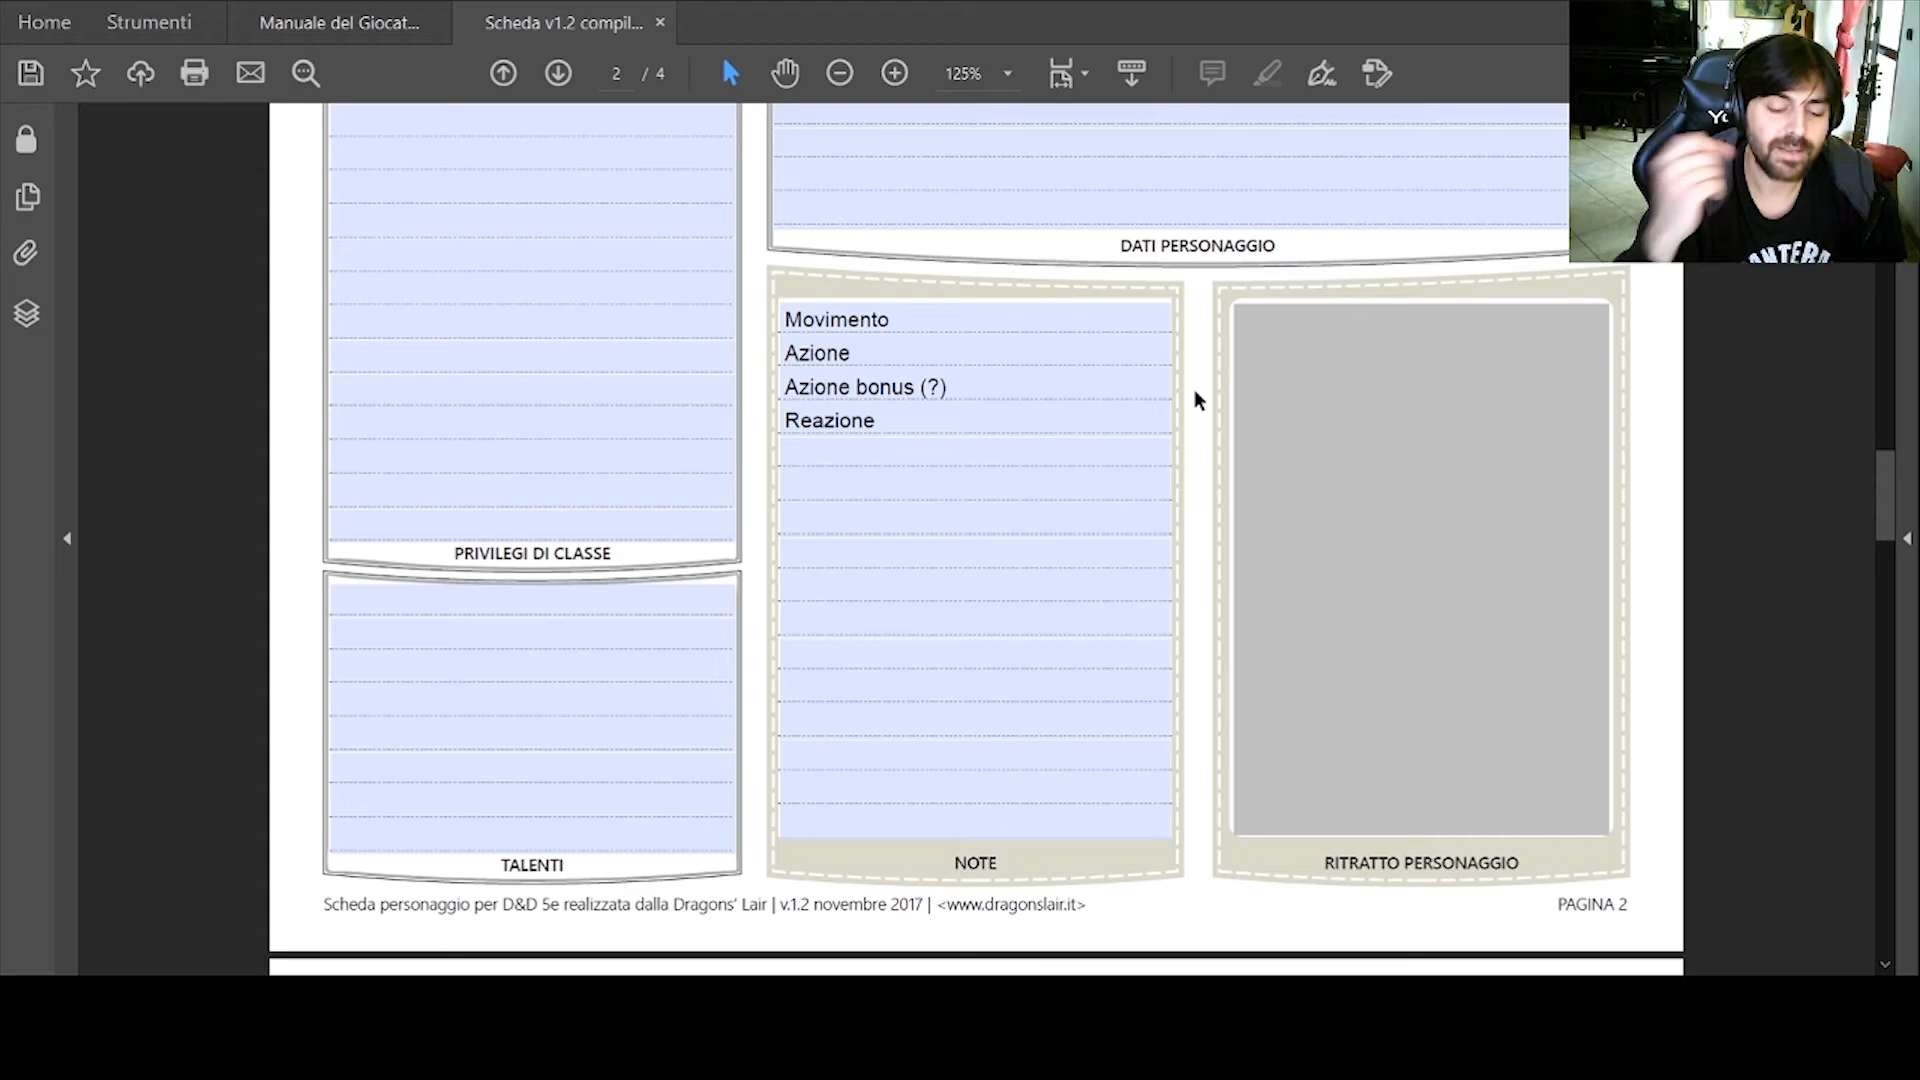 Home Strumenti Manuale del Giocat... Scheda v1.2 compil... ×
2 / 4 125%
DATI PERSONAGGIO
Movimento
Azione
Azione bonus (?)
Reazione
PRIVILEGI DI CLASSE
TALENTI
NOTE
RITRATTO PERSONAGGIO
Scheda personaggio per D&D 5e realizzata dalla Dragons' Lair | v.1.2 novembre 2017 | <www.dragonslair.it>
PAGINA 2